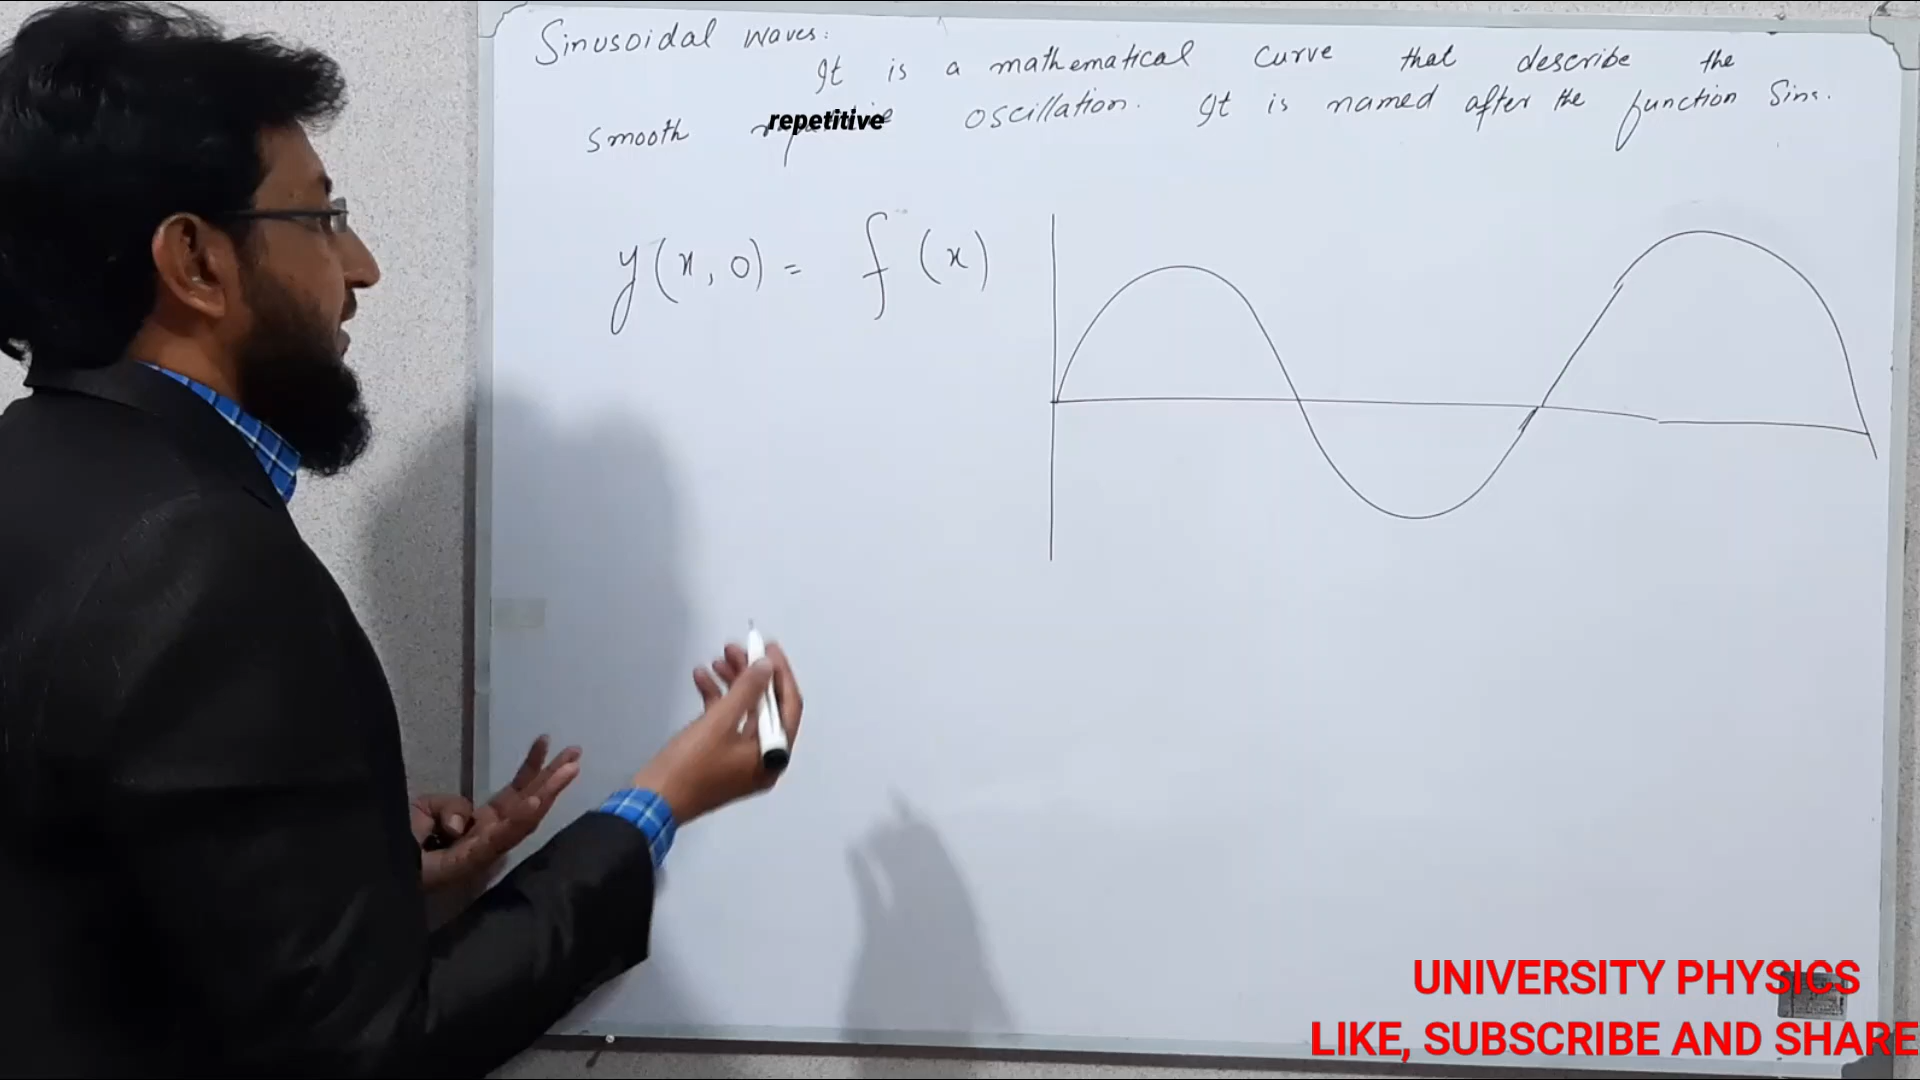 Sinusoidal waves:
It is a mathematical curve that describe the
smooth repetitive oscillation. It is named after the function Sine.
y(x, 0) = f(x)
UNIVERSITY PHYSICS
LIKE, SUBSCRIBE AND SHARE